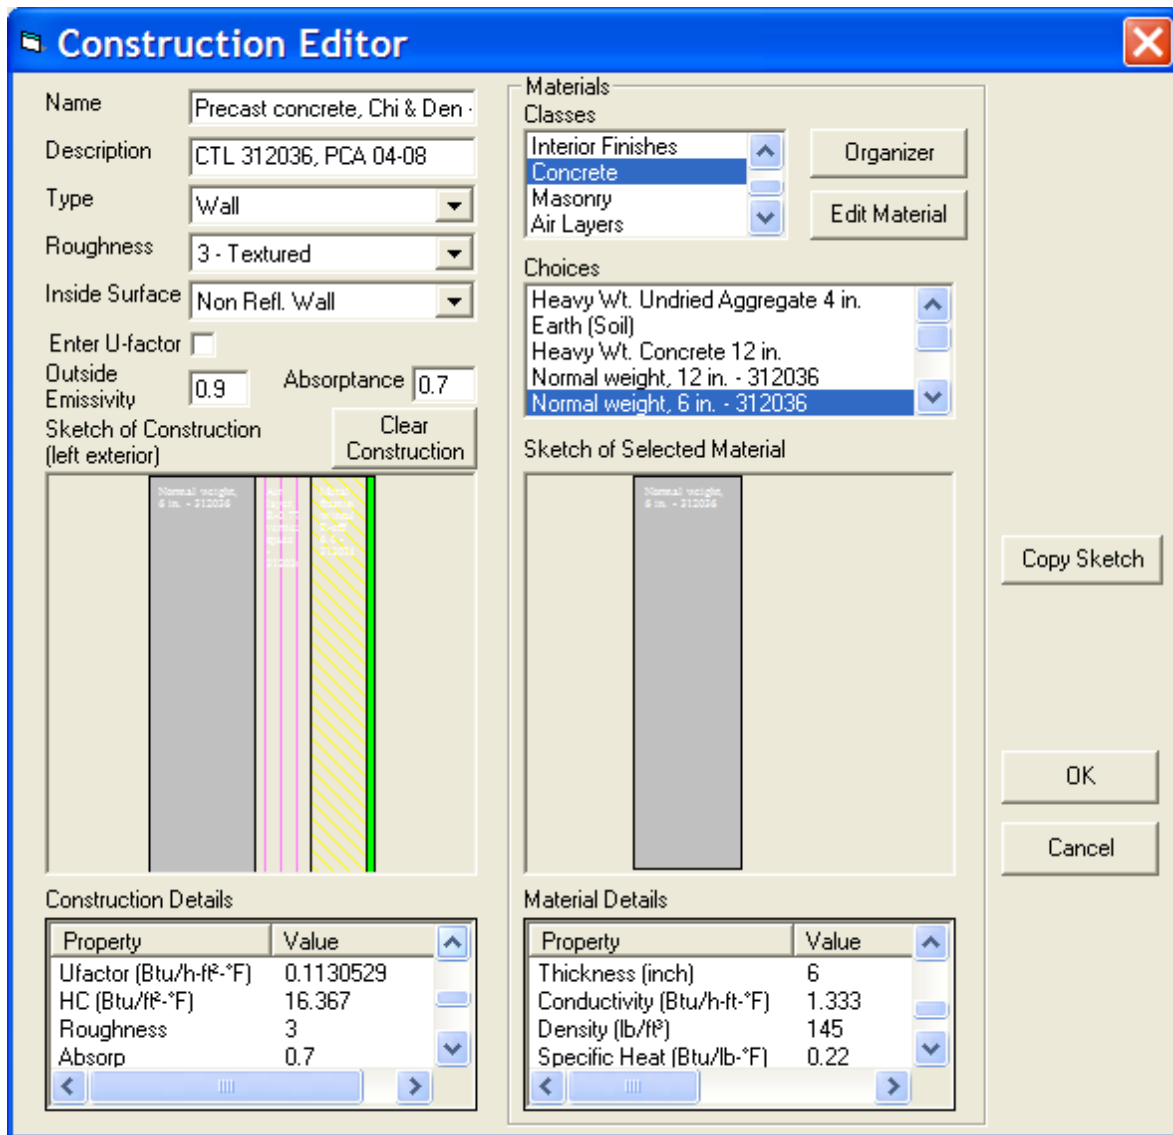 Construction Editor
Name
Precast concrete, Chi & Den -
Description
CTL 312036, PCA 04-08
Type
Wall
Roughness
3 - Textured
Inside Surface
Non Refl. Wall
Enter U-factor
Outside
Emissivity
0.9
Absorptance
0.7
Sketch of Construction
(left exterior)
Clear
Construction
Normal weight,
6 in. - 312036
Construction Details
Property Value
Ufactor (Btu/h-ft²-°F) 0.1130529
HC (Btu/ft²-°F) 16.367
Roughness 3
Absorp 0.7
Materials
Classes
Interior Finishes
Concrete
Masonry
Air Layers
Organizer
Edit Material
Choices
Heavy Wt. Undried Aggregate 4 in.
Earth (Soil)
Heavy Wt. Concrete 12 in.
Normal weight, 12 in. - 312036
Normal weight, 6 in. - 312036
Sketch of Selected Material
Normal weight,
6 in. - 312036
Material Details
Property Value
Thickness (inch) 6
Conductivity (Btu/h-ft-°F) 1.333
Density (lb/ft³) 145
Specific Heat (Btu/lb-°F) 0.22
Copy Sketch
OK
Cancel